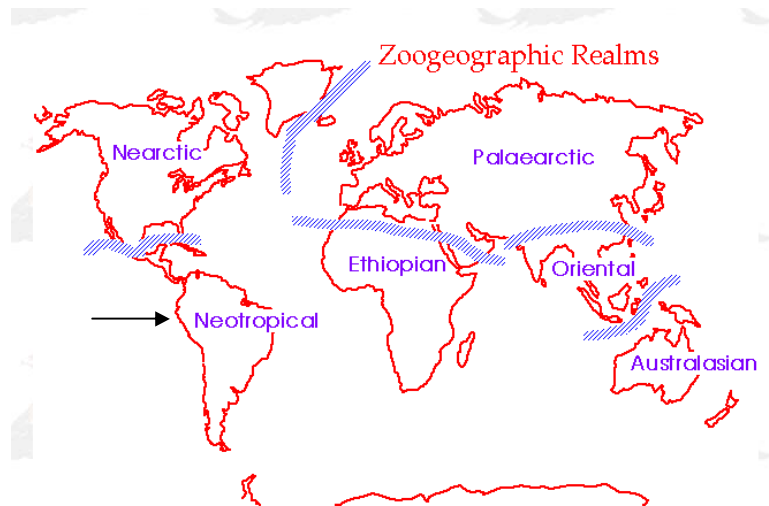 Zoogeographic Realms
Nearctic
Palaearctic
Ethiopian
Oriental
Neotropical
Australasian